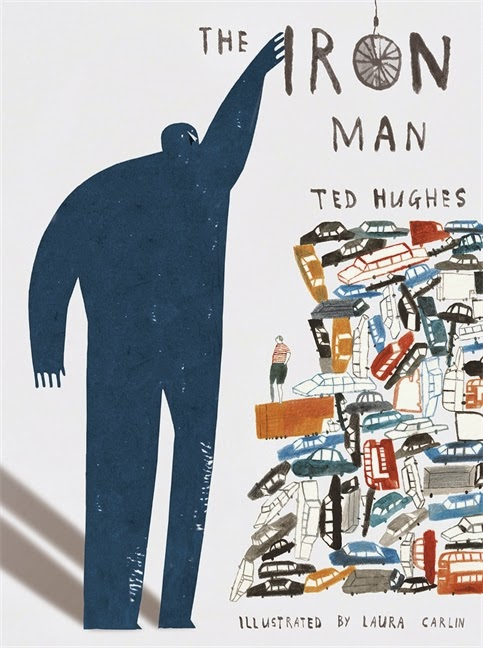 THE IRON
MAN
TED HUGHES
ILLUSTRATED BY LAURA CARLIN